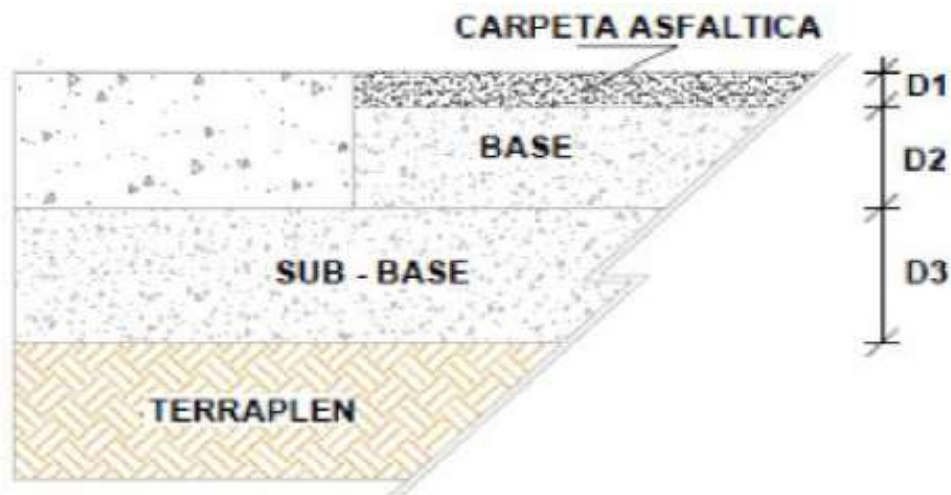 CARPETA ASFALTICA
D1
BASE
D2
SUB - BASE
D3
TERRAPLEN